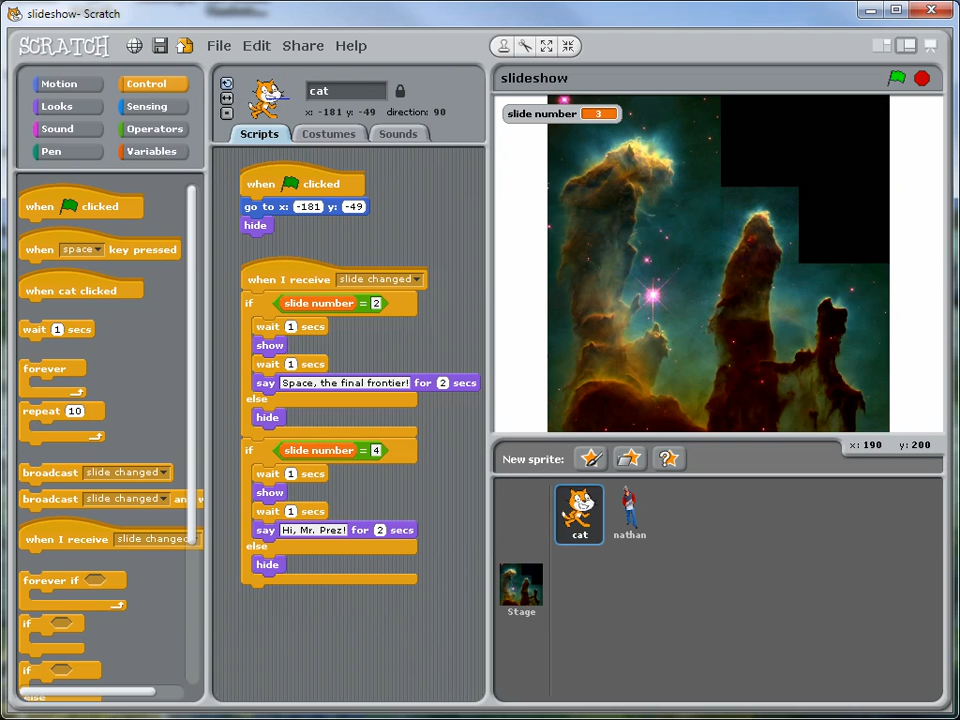 slideshow- Scratch
SCRATCH File Edit Share Help
Motion Control
Looks Sensing
Sound Operators
Pen Variables
when clicked
when space key pressed
when cat clicked
wait 1 secs
forever
repeat 10
broadcast slide changed
broadcast slide changed
when I receive slide changed
forever if
if
if
else
cat
x: -181 y: -49 direction: 90
Scripts Costumes Sounds
when clicked
go to x: -181 y: -49
hide
when I receive slide changed
if slide number = 2
wait 1 secs
show
wait 1 secs
say Space, the final frontier! for 2 secs
else
hide
if slide number = 4
wait 1 secs
show
wait 1 secs
say Hi, Mr. Prez! for 2 secs
else
hide
slideshow
slide number 3
x: 190 y: 200
New sprite:
cat
nathan
Stage